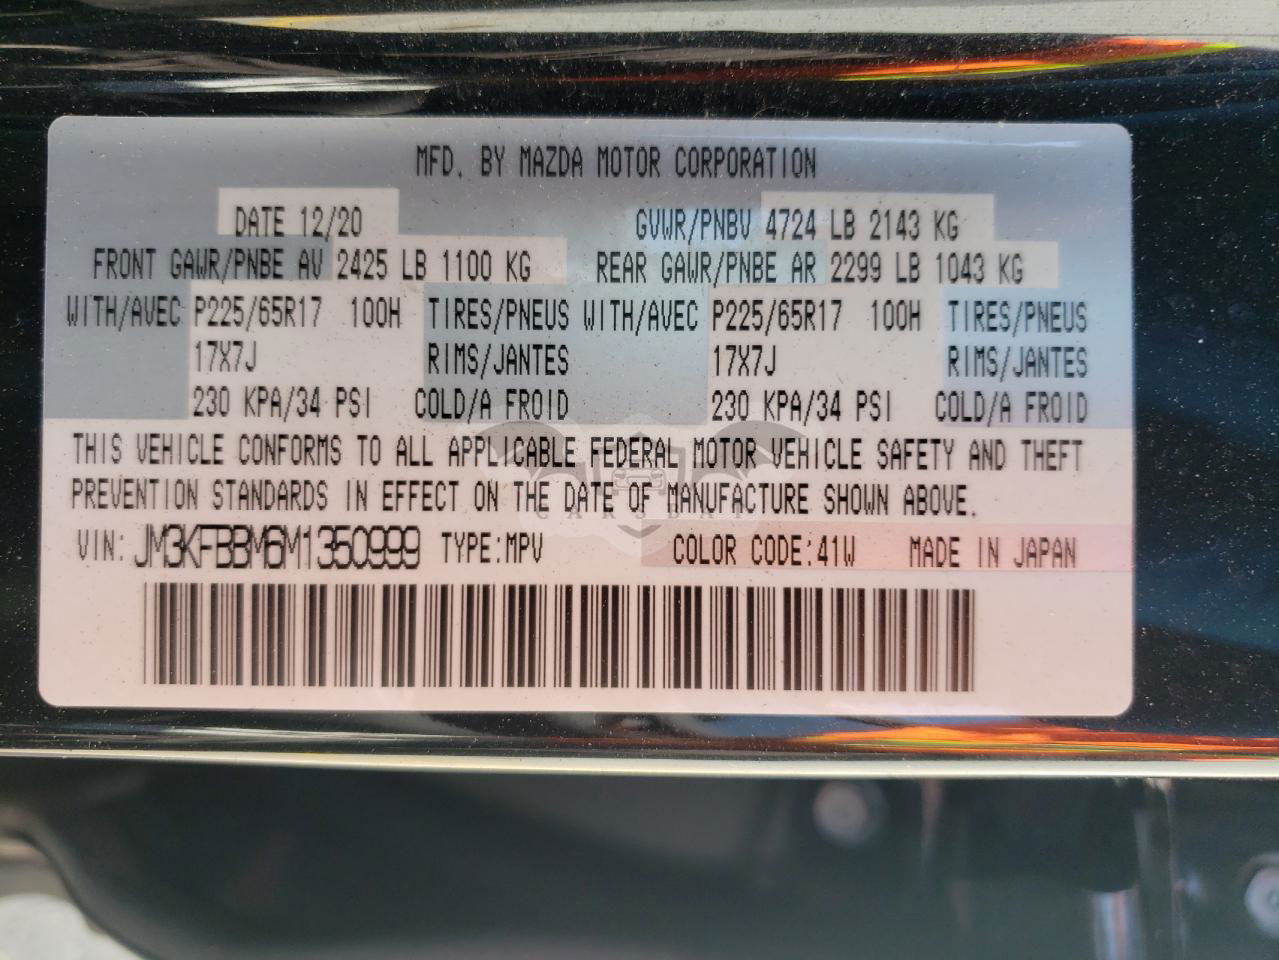 MFD. BY MAZDA MOTOR CORPORATION
DATE 12/20 GVWR/PNBV 4724 LB 2143 KG
FRONT GAWR/PNBE AV 2425 LB 1100 KG REAR GAWR/PNBE AR 2299 LB 1043 KG
WITH/AVEC P225/65R17 100H TIRES/PNEUS WITH/AVEC P225/65R17 100H TIRES/PNEUS
17X7J RIMS/JANTES 17X7J RIMS/JANTES
230 KPA/34 PSI COLD/A FROID 230 KPA/34 PSI COLD/A FROID
THIS VEHICLE CONFORMS TO ALL APPLICABLE FEDERAL MOTOR VEHICLE SAFETY AND THEFT
PREVENTION STANDARDS IN EFFECT ON THE DATE OF MANUFACTURE SHOWN ABOVE.
VIN: JM3KFBBM6M1350999 TYPE:MPV COLOR CODE:41W MADE IN JAPAN